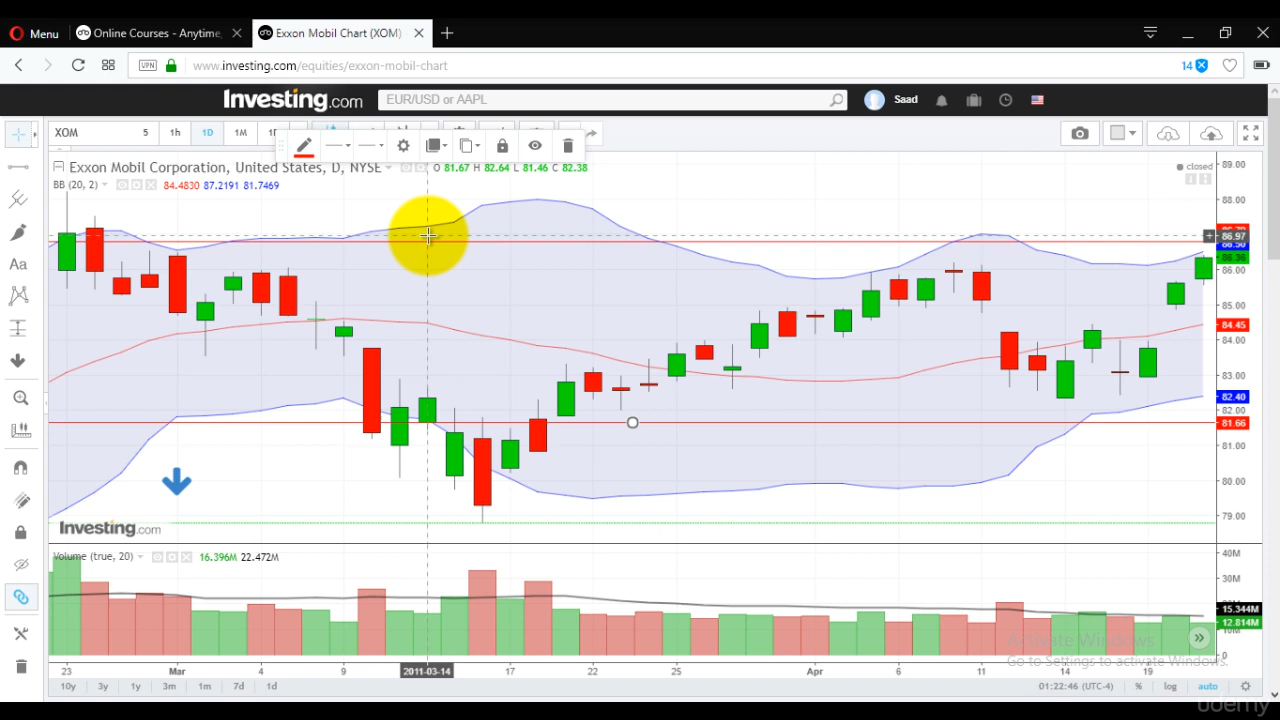 Menu
Online Courses - Anytime,
Exxon Mobil Chart (XOM)
VPN
www.investing.com/equities/exxon-mobil-chart
14
Investing.com
EUR/USD or AAPL
Saad
XOM
5
1h
1D
1M
Exxon Mobil Corporation, United States, D, NYSE
O 81.67 H 82.64 L 81.46 C 82.38
closed
BB (20, 2)
84.4830 87.2191 81.7469
Aa
89.00
88.00
86.97
86.36
86.00
85.00
84.45
84.00
83.00
82.40
82.00
81.66
81.00
80.00
79.00
Investing.com
Volume (true, 20)
16.396M 22.472M
40M
30M
15.344M
12.814M
10M
0
Activate Windows
Go to Settings to activate Windows.
23
Mar
4
9
2011-03-14
17
22
25
Apr
6
11
14
19
10y
3y
1y
3m
1m
7d
1d
01:22:46 (UTC-4)
%
log
auto
udemy